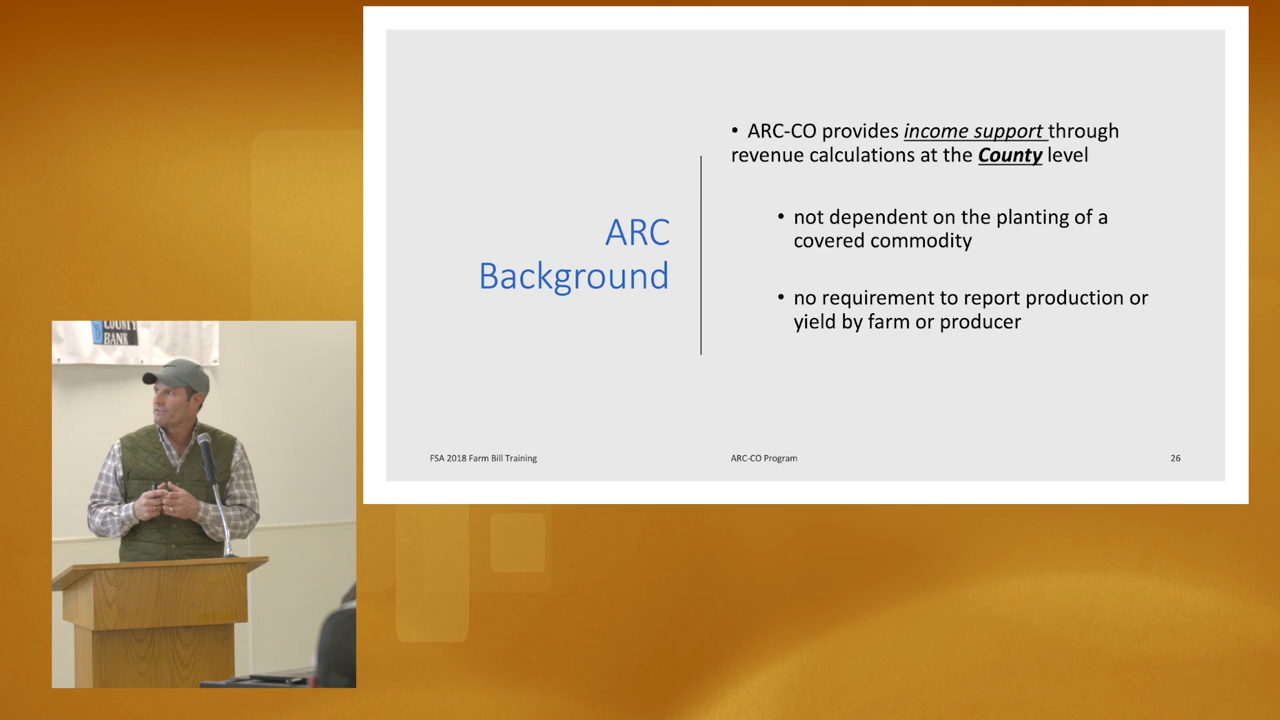 ARC
Background
• ARC-CO provides income support through
revenue calculations at the County level
• not dependent on the planting of a
covered commodity
• no requirement to report production or
yield by farm or producer
FSA 2018 Farm Bill Training
ARC-CO Program
26
COUNTY
BANK